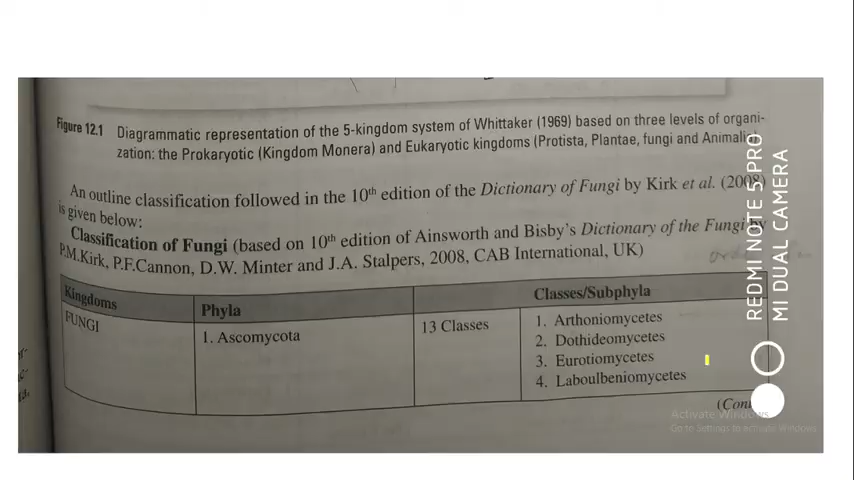 Figure 12.1 Diagrammatic representation of the 5-kingdom system of Whittaker (1969) based on three levels of organi-
zation: the Prokaryotic (Kingdom Monera) and Eukaryotic kingdoms (Protista, Plantae, fungi and Animalia)
An outline classification followed in the 10th edition of the Dictionary of Fungi by Kirk et al. (2008)
is given below:
Classification of Fungi (based on 10th edition of Ainsworth and Bisby's Dictionary of the Fungi by
P.M.Kirk, P.F.Cannon, D.W. Minter and J.A. Stalpers, 2008, CAB International, UK)
Kingdoms Phyla Classes/Subphyla
FUNGI 1. Ascomycota 13 Classes 1. Arthoniomycetes
2. Dothideomycetes
3. Eurotiomycetes
4. Laboulbeniomycetes
REDMI NOTE 5 PRO
MI DUAL CAMERA
Activate Windows
Go to Settings to activate Windows.